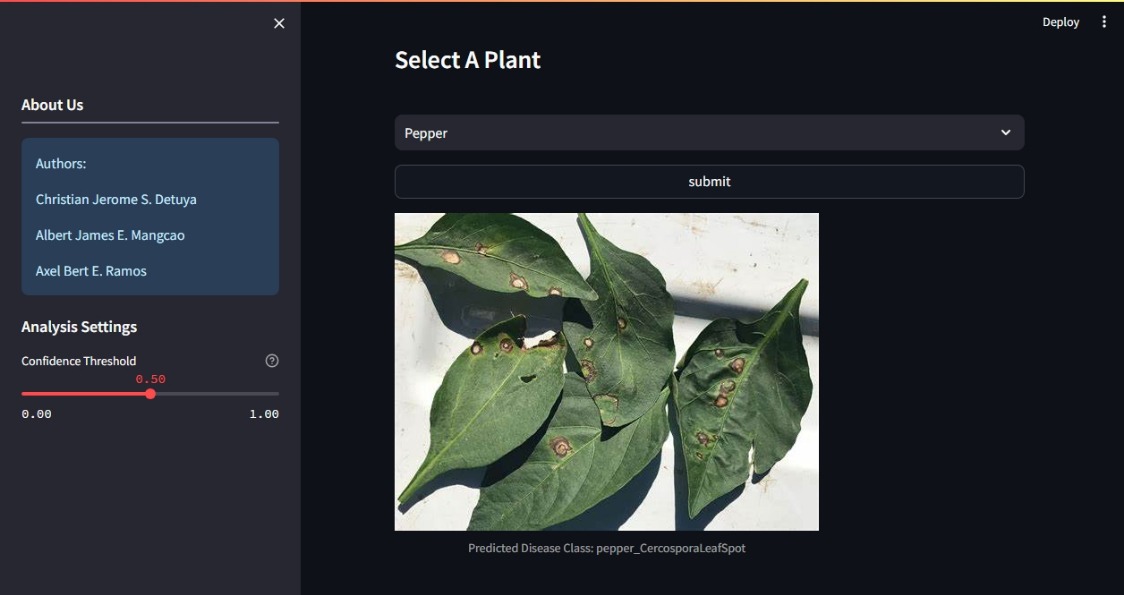 Deploy
About Us
Authors:
Christian Jerome S. Detuya
Albert James E. Mangcao
Axel Bert E. Ramos
Analysis Settings
Confidence Threshold
0.50
0.00 1.00
Select A Plant
Pepper
submit
Predicted Disease Class: pepper_CercosporaLeafSpot